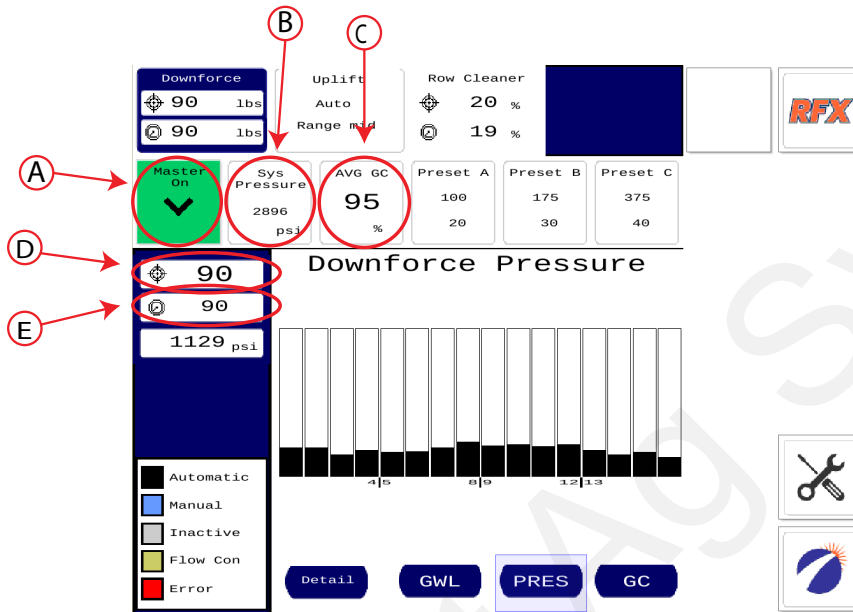 B
C
A
D
E
Downforce
90 lbs
90 lbs
Uplift
Auto
Range mid
Row Cleaner
20 %
19 %
RFX
Master
On
Sys
Pressure
2896
psi
AVG GC
95
%
Preset A
100
20
Preset B
175
30
Preset C
375
40
90
90
1129 psi
Downforce Pressure
4|5 8|9 12|13
Automatic
Manual
Inactive
Flow Con
Error
Detail GWL PRES GC